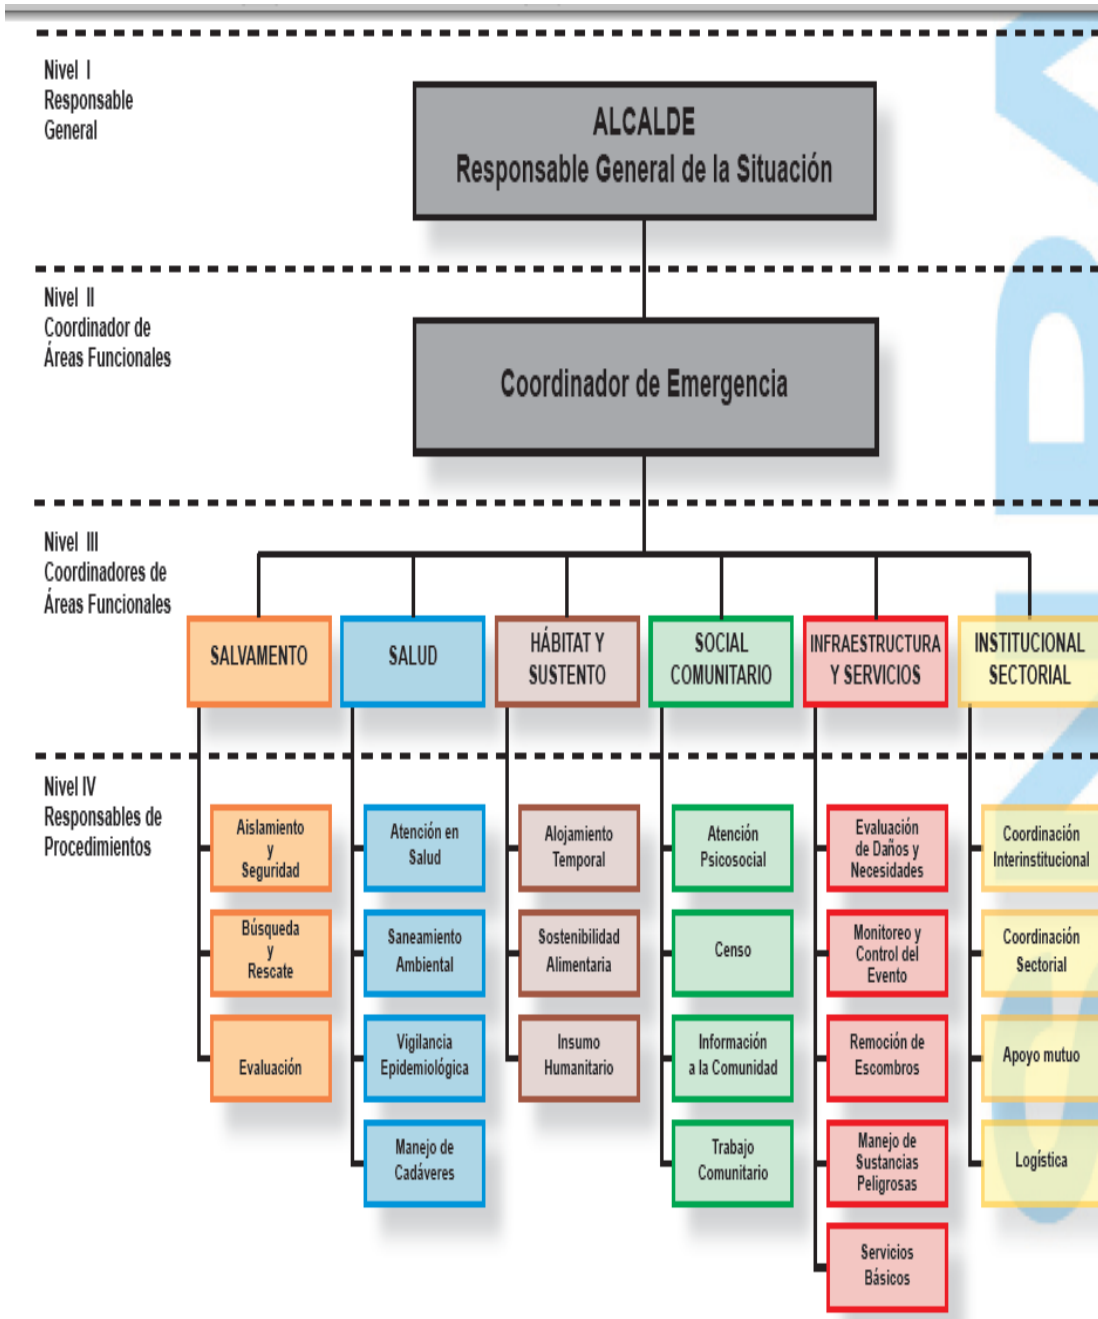 Nivel I
Responsable
General
ALCALDE
Responsable General de la Situación
Nivel II
Coordinador de
Áreas Funcionales
Coordinador de Emergencia
Nivel III
Coordinadores de
Áreas Funcional
SALVAMENTO
SALUD
HÁBITAT Y
SUSTENTO
SOCIAL
COMUNITARIO
INFRAESTRUCTURA
Y SERVICIOS
INSTITUCIONAL
SECTORIAL
Nivel IV
Responsables de
Procedimientos
Aislamiento
y
Seguridad
Búsqueda
y
Rescate
Evaluación
Atención en
Salud
Saneamiento
Ambiental
Vigilancia
Epidemiológica
Manejo de
Cadáveres
Alojamiento
Temporal
Sostenibilidad
Alimentaria
Insumo
Humanitario
Atención
Psicosocial
Censo
Información
a la Comunidad
Trabajo
Comunitario
Evaluación
de Daños y
Necesidades
Monitoreo y
Control del
Evento
Remoción de
Escombros
Manejo de
Sustancias
Peligrosas
Servicios
Básicos
Coordinación
Interinstitucional
Coordinación
Sectorial
Apoyo mutuo
Logística